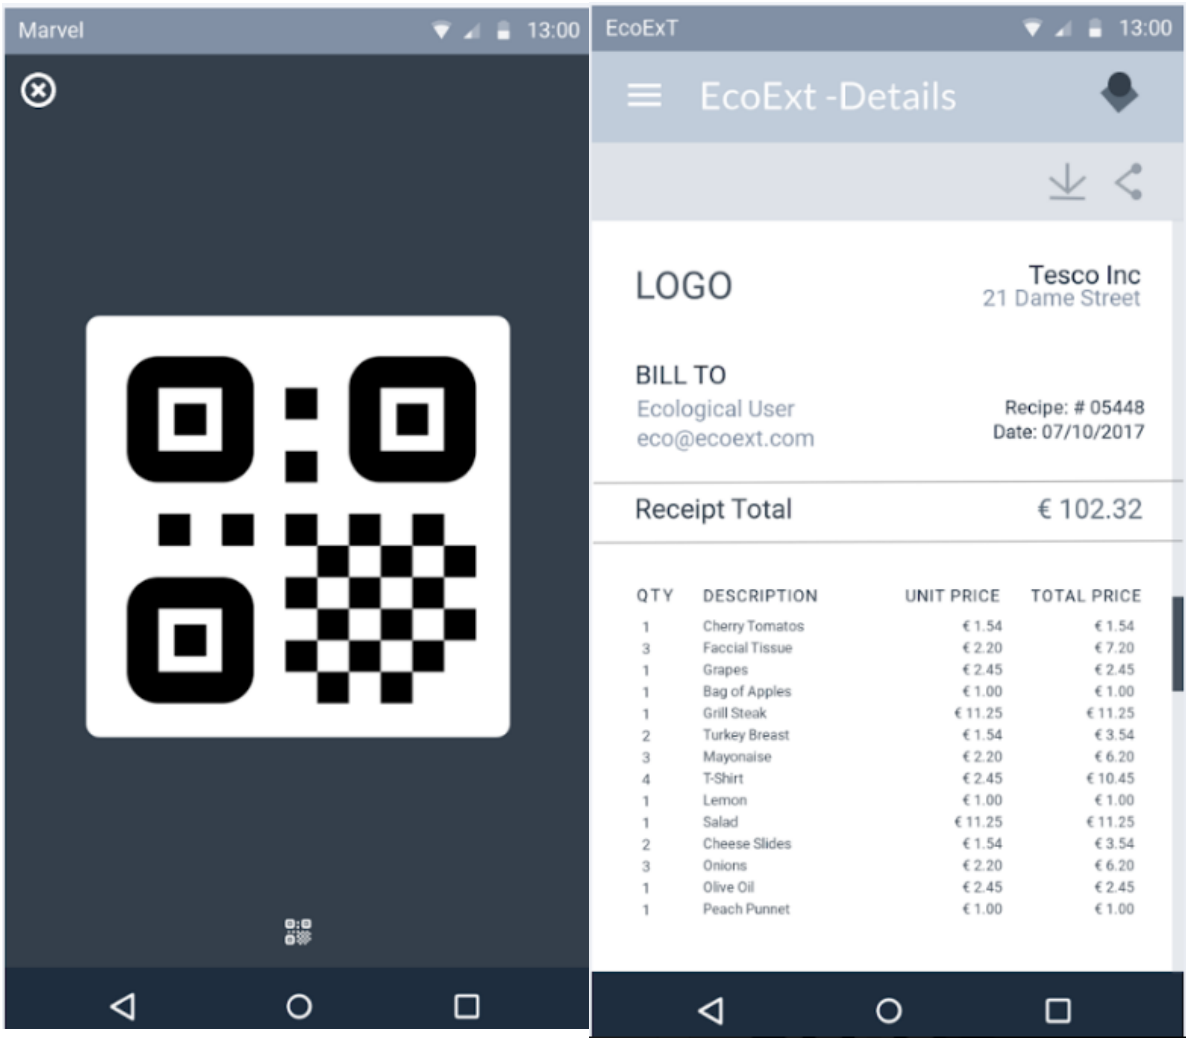 Marvel
13:00
EcoExT
13:00
EcoExt -Details
LOGO
Tesco Inc
21 Dame Street
BILL TO
Ecological User
eco@ecoext.com
Recipe: # 05448
Date: 07/10/2017
Receipt Total € 102.32
QTY DESCRIPTION UNIT PRICE TOTAL PRICE
1 Cherry Tomatos € 1.54 € 1.54
3 Faccial Tissue € 2.20 € 7.20
1 Grapes € 2.45 € 2.45
1 Bag of Apples € 1.00 € 1.00
1 Grill Steak € 11.25 € 11.25
2 Turkey Breast € 1.54 € 3.54
3 Mayonaise € 2.20 € 6.20
4 T-Shirt € 2.45 € 10.45
1 Lemon € 1.00 € 1.00
1 Salad € 11.25 € 11.25
2 Cheese Slides € 1.54 € 3.54
3 Onions € 2.20 € 6.20
1 Olive Oil € 2.45 € 2.45
1 Peach Punnet € 1.00 € 1.00